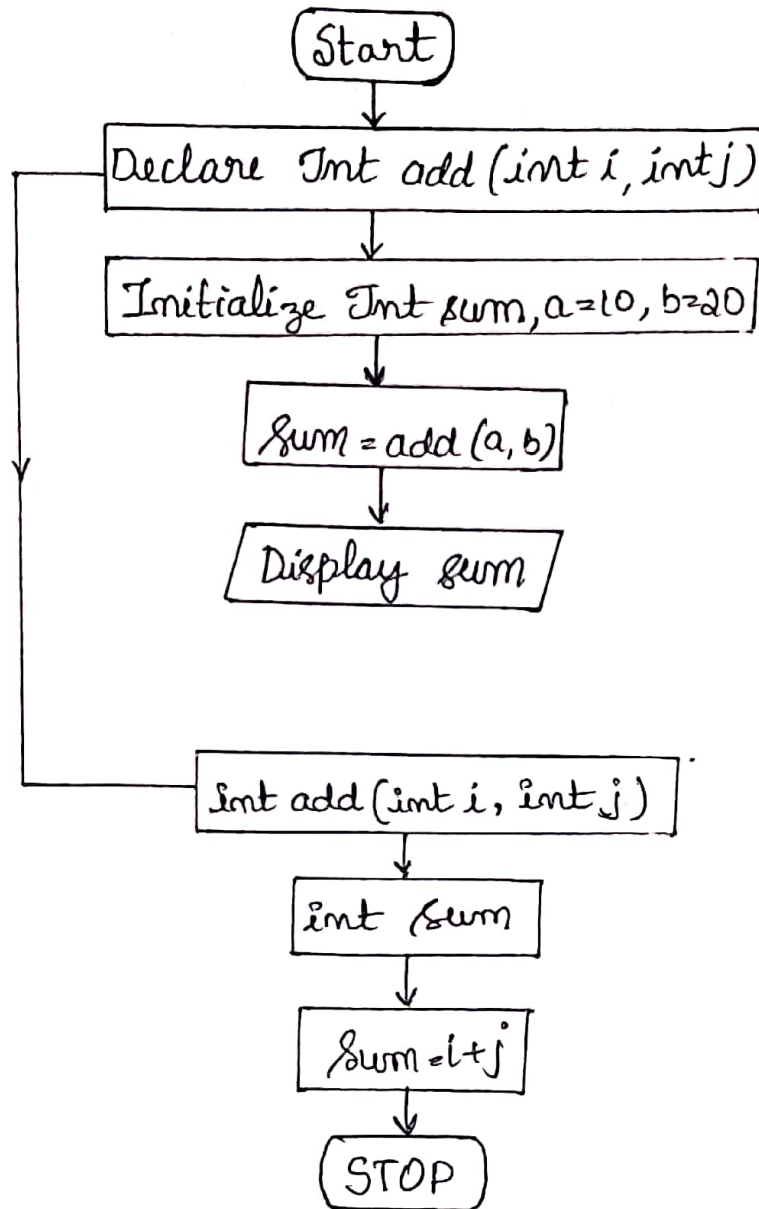 Start
Declare Int add (int i, int j)
Initialize Int sum, a=10, b=20
Sum = add (a, b)
Display sum
int add (int i, int j)
int sum
Sum = i+j
STOP